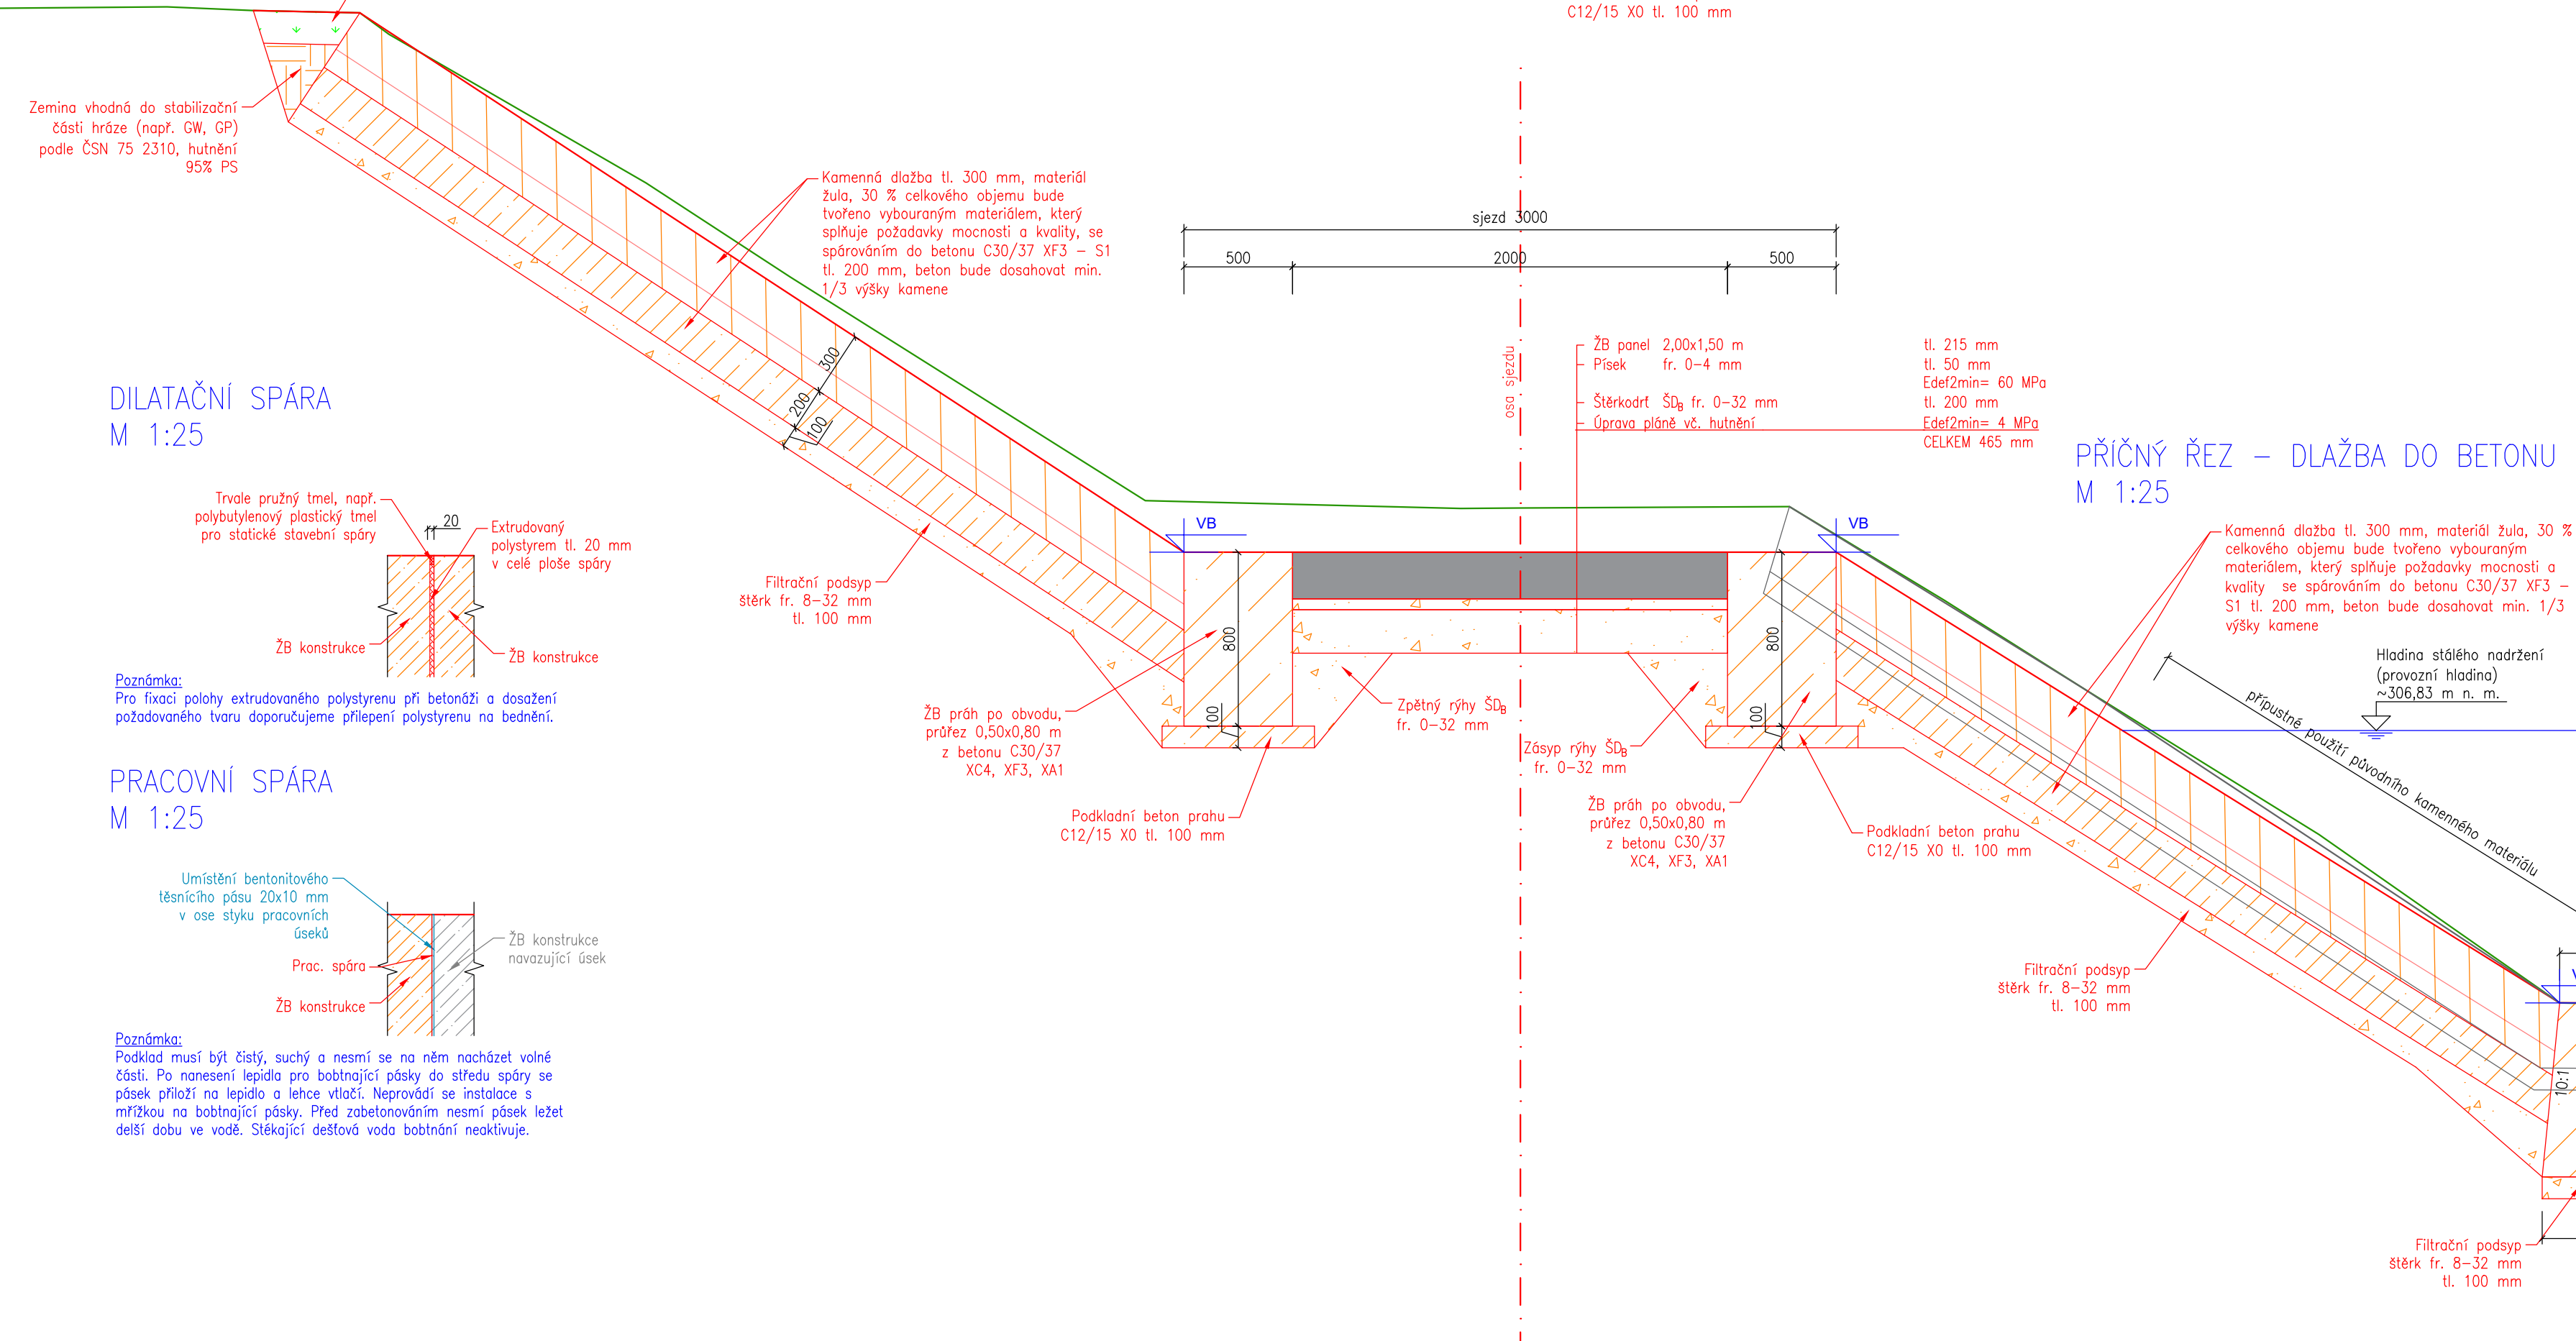 C12/15 X0 tl. 100 mm
Zemina vhodná do stabilizační
části hráze (např. GW, GP)
podle ČSN 75 2310, hutnění
95% PS
Kamenná dlažba tl. 300 mm, materiál
žula, 30 % celkového objemu bude
tvořeno vybouraným materiálem, který
splňuje požadavky mocnosti a kvality, se
spárováním do betonu C30/37 XF3 – S1
tl. 200 mm, beton bude dosahovat min.
1/3 výšky kamene
300
200
100
sjezd 3000
500
2000
500
osa sjezdu
ŽB panel 2,00x1,50 m tl. 215 mm
Písek fr. 0–4 mm tl. 50 mm
Edef2min= 60 MPa
Štěrkodrť ŠDB fr. 0–32 mm tl. 200 mm
Úprava pláně vč. hutnění Edef2min= 4 MPa
CELKEM 465 mm
DILATAČNÍ SPÁRA
M 1:25
Trvale pružný tmel, např.
polybutylenový plastický tmel
pro statické stavební spáry
20
Extrudovaný
polystyrem tl. 20 mm
v celé ploše spáry
ŽB konstrukce
ŽB konstrukce
Poznámka:
Pro fixaci polohy extrudovaného polystyrenu při betonáži a dosažení
požadovaného tvaru doporučujeme přilepení polystyrenu na bednění.
PRACOVNÍ SPÁRA
M 1:25
Umístění bentonitového
těsnícího pásu 20x10 mm
v ose styku pracovních
úseků
Prac. spára
ŽB konstrukce
ŽB konstrukce
navazující úsek
Poznámka:
Podklad musí být čistý, suchý a nesmí se na něm nacházet volné
části. Po nanesení lepidla pro bobtnající pásky do středu spáry se
pásek přiloží na lepidlo a lehce vtlačí. Neprovádí se instalace s
mřížkou na bobtnající pásky. Před zabetonováním nesmí pásek ležet
delší dobu ve vodě. Stékající dešťová voda bobtnání neaktivuje.
Filtrační podsyp
štěrk fr. 8–32 mm
tl. 100 mm
VB
VB
800
100
800
100
ŽB práh po obvodu,
průřez 0,50x0,80 m
z betonu C30/37
XC4, XF3, XA1
Podkladní beton prahu
C12/15 X0 tl. 100 mm
Zpětný rýhy ŠDB
fr. 0–32 mm
Zásyp rýhy ŠDB
fr. 0–32 mm
ŽB práh po obvodu,
průřez 0,50x0,80 m
z betonu C30/37
XC4, XF3, XA1
Podkladní beton prahu
C12/15 X0 tl. 100 mm
PŘÍČNÝ ŘEZ – DLAŽBA DO BETONU
M 1:25
Kamenná dlažba tl. 300 mm, materiál žula, 30 %
celkového objemu bude tvořeno vybouraným
materiálem, který splňuje požadavky mocnosti a
kvality se spárováním do betonu C30/37 XF3 –
S1 tl. 200 mm, beton bude dosahovat min. 1/3
výšky kamene
Hladina stálého nadržení
(provozní hladina)
~306,83 m n. m.
přípustné použití původního kamenného materiálu
Filtrační podsyp
štěrk fr. 8–32 mm
tl. 100 mm
10:1
Filtrační podsyp
štěrk fr. 8–32 mm
tl. 100 mm